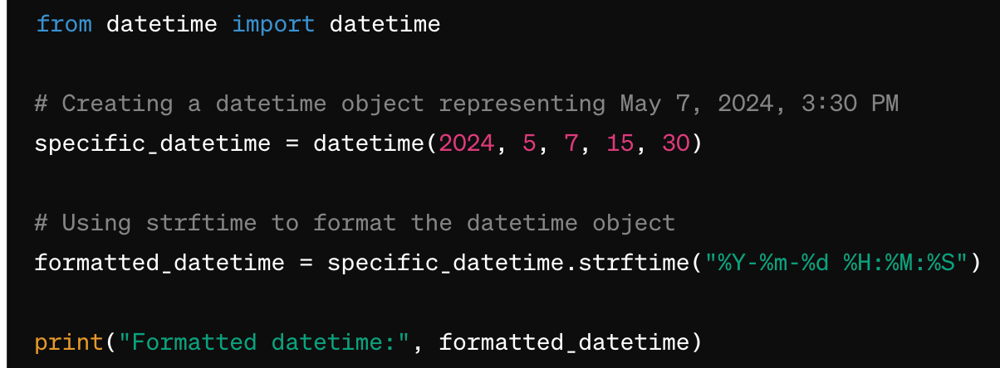 from datetime import datetime
# Creating a datetime object representing May 7, 2024, 3:30 PM
specific_datetime = datetime(2024, 5, 7, 15, 30)
# Using strftime to format the datetime object
formatted_datetime = specific_datetime.strftime("%Y-%m-%d %H:%M:%S")
print("Formatted datetime:", formatted_datetime)